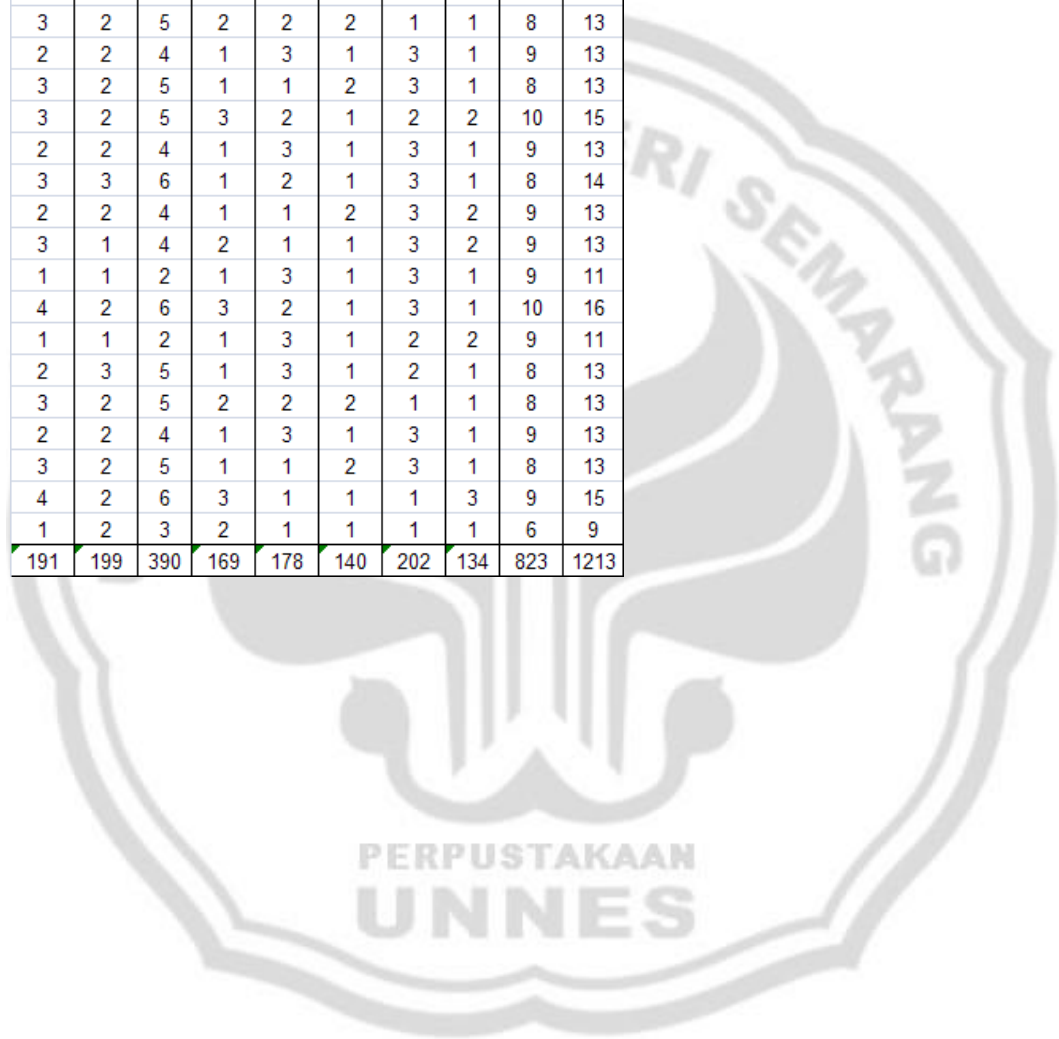 3 2 5 2 2 2 1 1 8 13
2 2 4 1 3 1 3 1 9 13
3 2 5 1 1 2 3 1 8 13
3 2 5 3 2 1 2 2 10 15
2 2 4 1 3 1 3 1 9 13
3 3 6 1 2 1 3 1 8 14
2 2 4 1 1 2 3 2 9 13
3 1 4 2 1 1 3 2 9 13
1 1 2 1 3 1 3 1 9 11
4 2 6 3 2 1 3 1 10 16
1 1 2 1 3 1 2 2 9 11
2 3 5 1 3 1 2 1 8 13
3 2 5 2 2 2 1 1 8 13
2 2 4 1 3 1 3 1 9 13
3 2 5 1 1 2 3 1 8 13
4 2 6 3 1 1 1 3 9 15
1 2 3 2 1 1 1 1 6 9
191 199 390 169 178 140 202 134 823 1213
SEMARANG
PERPUSTAKAAN
UNNES